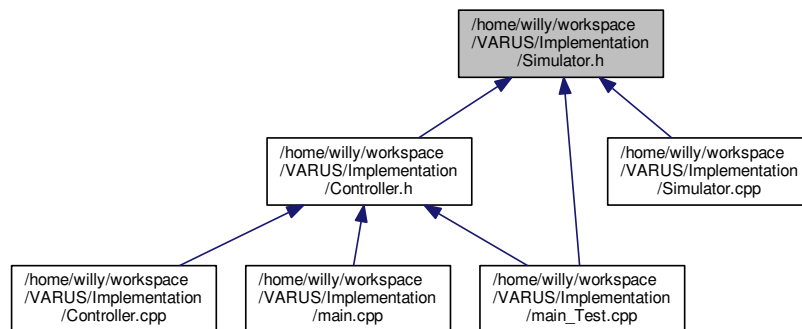 /home/willy/workspace
/VARUS/Implementation
/Simulator.h
/home/willy/workspace
/VARUS/Implementation
/Controller.h
/home/willy/workspace
/VARUS/Implementation
/Simulator.cpp
/home/willy/workspace
/VARUS/Implementation
/Controller.cpp
/home/willy/workspace
/VARUS/Implementation
/main.cpp
/home/willy/workspace
/VARUS/Implementation
/main_Test.cpp